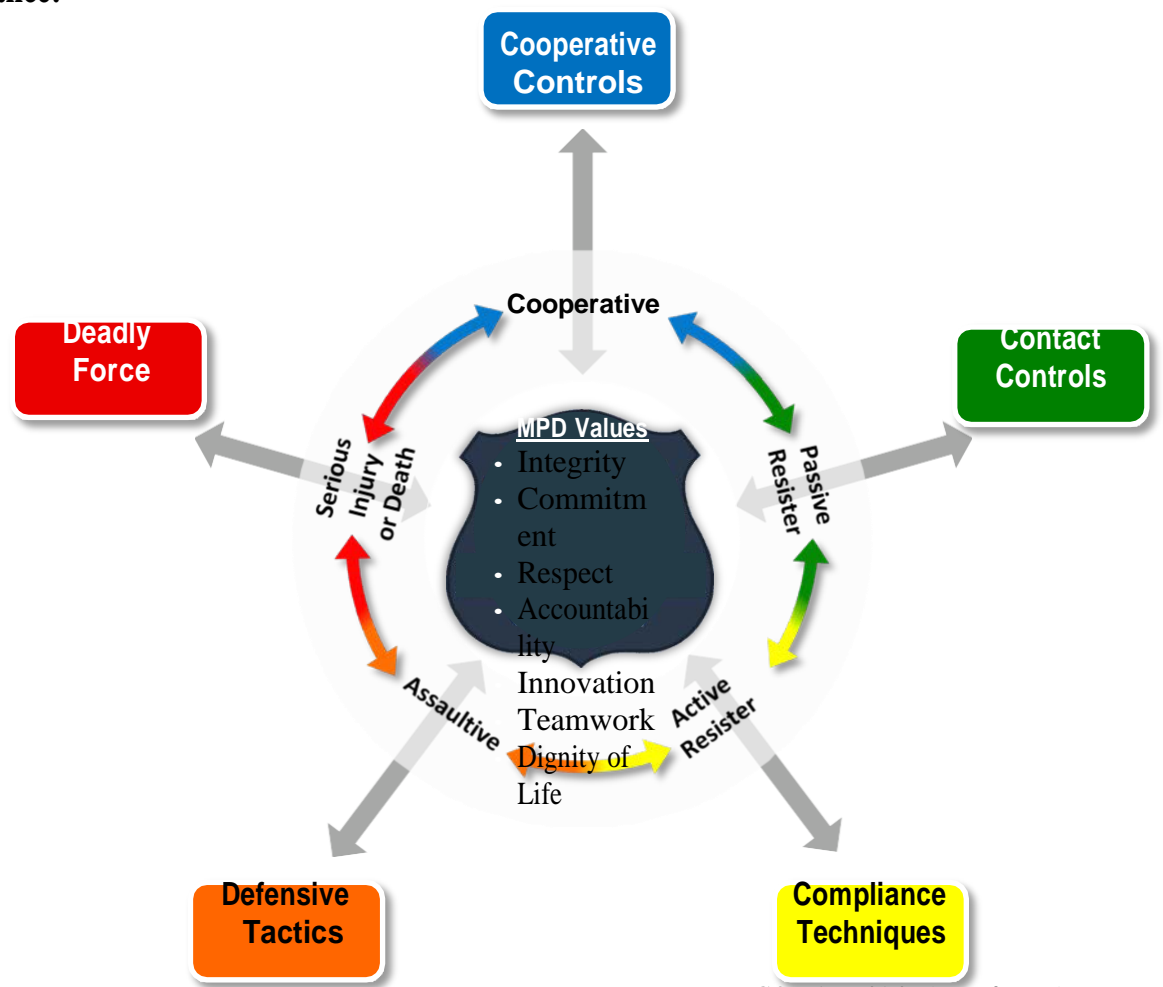 Cooperative
Controls
Deadly
Force
Contact
Controls
Cooperative
Passive
Resister
Active
Resister
Assaultive
Serious
Injury
or Death
MPD Values
• Integrity
• Commitm
ent
• Respect
• Accountabi
lity
Innovation
Teamwork
Dignity of
Life
Defensive
Tactics
Compliance
Techniques